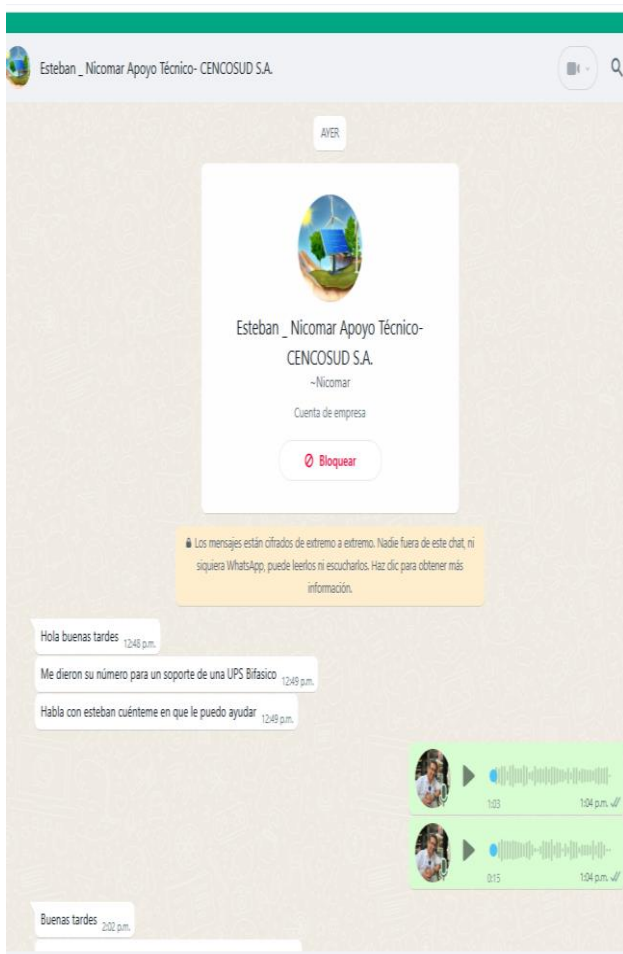 Esteban _ Nicomar Apoyo Técnico- CENCOSUD S.A.
AYER
Esteban _ Nicomar Apoyo Técnico-
CENCOSUD S.A.
~Nicomar
Cuenta de empresa
Bloquear
Los mensajes están cifrados de extremo a extremo. Nadie fuera de este chat, ni
siquiera WhatsApp, puede leerlos ni escucharlos. Haz clic para obtener más
información.
Hola buenas tardes 12:48 p.m.
Me dieron su número para un soporte de una UPS Bifasico 12:49 p.m.
Habla con esteban cuénteme en que le puedo ayudar 12:49 p.m.
1:03 1:04 p.m.
0:15 1:04 p.m.
Buenas tardes 2:02 p.m.